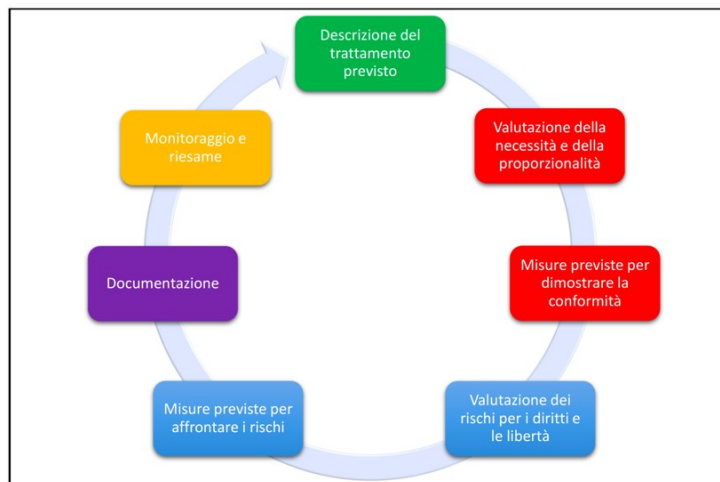 Descrizione del
trattamento
previsto
Valutazione della
necessità e della
proporzionalità
Misure previste per
dimostrare la
conformità
Valutazione dei
rischi per i diritti e
le libertà
Misure previste per
affrontare i rischi
Documentazione
Monitoraggio e
riesame